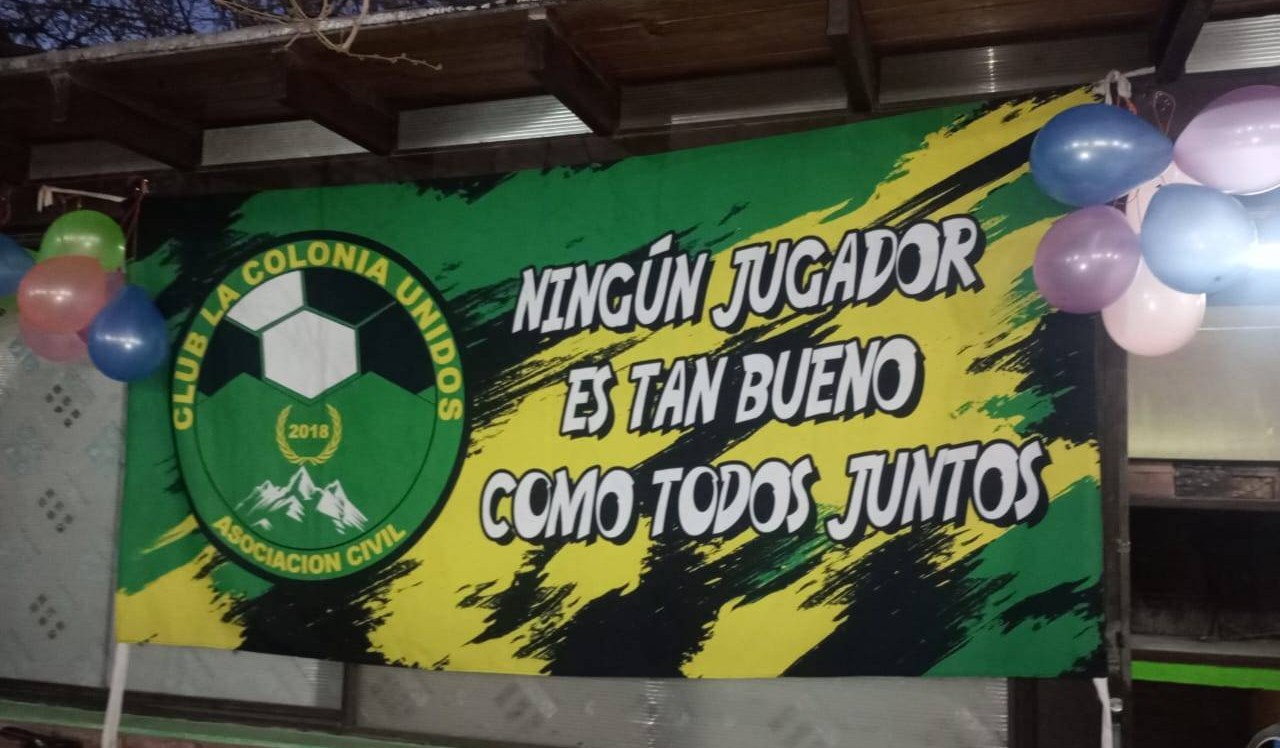 CLUB LA COLONIA UNIDOS
2018
ASOCIACION CIVIL
NINGÚN JUGADOR
ES TAN BUENO
COMO TODOS JUNTOS